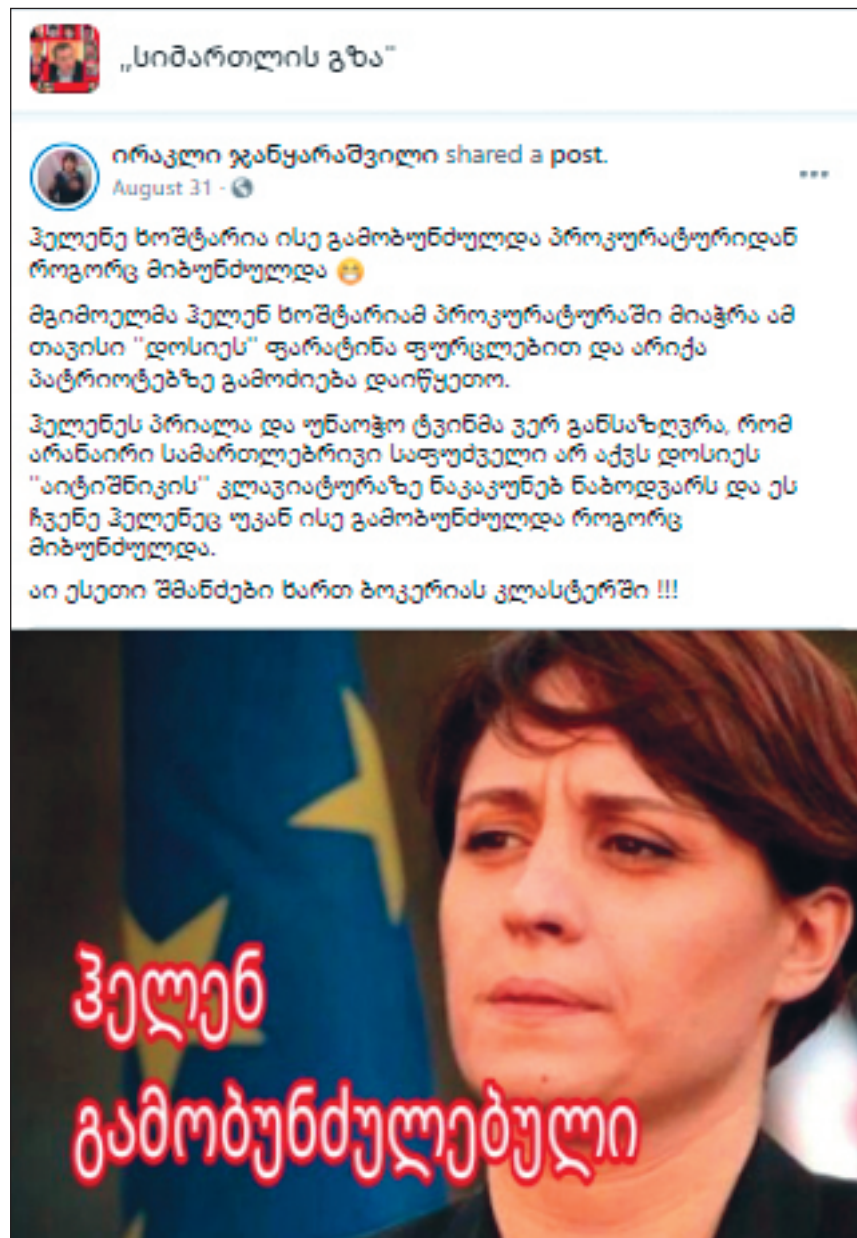 „სიმართლის გზა"
ირაკლი ჯანყარაშვილი shared a post.
August 31 ·
ჰელენე ხოშტარია ისე გამობუნძულდა პროკურატურიდან
როგორც მიბუნძულდა 😁
მგიმოელმა ჰელენ ხოშტარიამ პროკურატურაში მიაჭრა ამ
თავისი "დოსიეს" ფარატინა ფურცლებით და არიქა
პატრიოტებზე გამოძიება დაიწყეთო.
ჰელენეს პრიალა და უნაოჭო ტვინმა ვერ განსაზღვრა, რომ
არანაირი სამართლებრივი საფუძველი არ აქვს დოსიეს
"აიტიშნიკის" კლავიატურაზე ნაკაკუნებ ნაბოდვარს და ეს
ჩვენე ჰელენეც უკან ისე გამობუნძულდა როგორც
მიბუნძულდა.
აი ესეთი შმანძები ხართ ბოკერიას კლასტერში !!!
ჰელენ
გამობუნძულებული